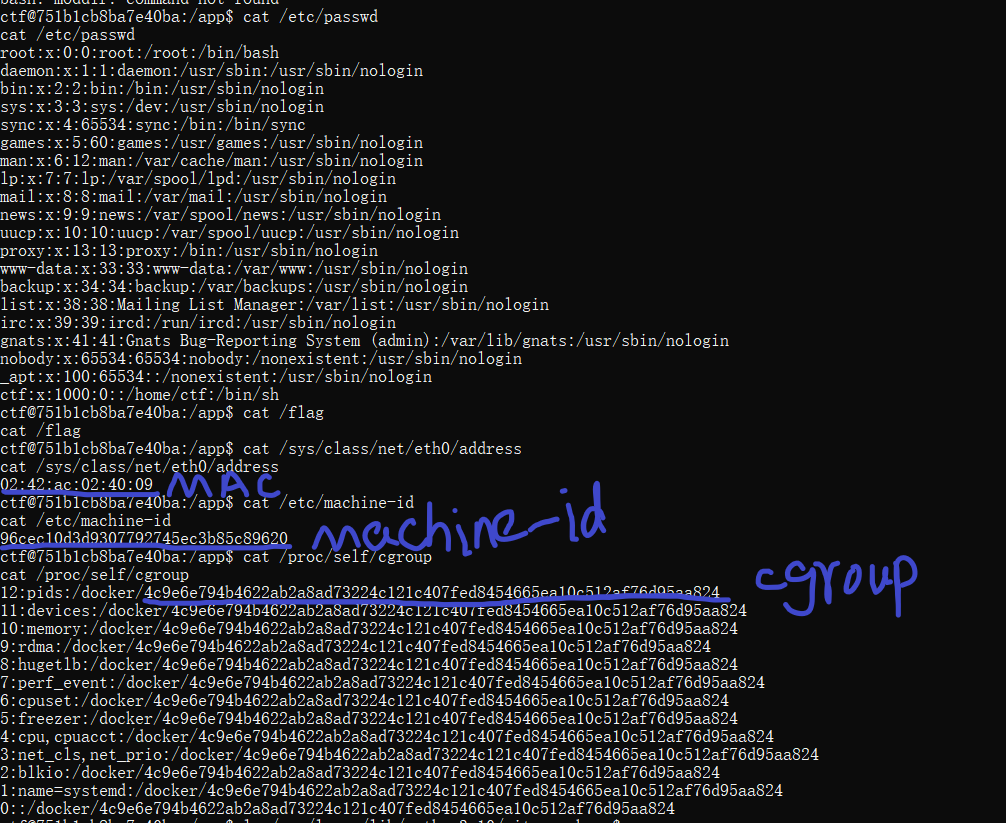 bash: moduir: command not found
ctf@751b1cb8ba7e40ba:/app$ cat /etc/passwd
cat /etc/passwd
root:x:0:0:root:/root:/bin/bash
daemon:x:1:1:daemon:/usr/sbin:/usr/sbin/nologin
bin:x:2:2:bin:/bin:/usr/sbin/nologin
sys:x:3:3:sys:/dev:/usr/sbin/nologin
sync:x:4:65534:sync:/bin:/bin/sync
games:x:5:60:games:/usr/games:/usr/sbin/nologin
man:x:6:12:man:/var/cache/man:/usr/sbin/nologin
lp:x:7:7:lp:/var/spool/lpd:/usr/sbin/nologin
mail:x:8:8:mail:/var/mail:/usr/sbin/nologin
news:x:9:9:news:/var/spool/news:/usr/sbin/nologin
uucp:x:10:10:uucp:/var/spool/uucp:/usr/sbin/nologin
proxy:x:13:13:proxy:/bin:/usr/sbin/nologin
www-data:x:33:33:www-data:/var/www:/usr/sbin/nologin
backup:x:34:34:backup:/var/backups:/usr/sbin/nologin
list:x:38:38:Mailing List Manager:/var/list:/usr/sbin/nologin
irc:x:39:39:ircd:/run/ircd:/usr/sbin/nologin
gnats:x:41:41:Gnats Bug-Reporting System (admin):/var/lib/gnats:/usr/sbin/nologin
nobody:x:65534:65534:nobody:/nonexistent:/usr/sbin/nologin
_apt:x:100:65534::/nonexistent:/usr/sbin/nologin
ctf:x:1000:0::/home/ctf:/bin/sh
ctf@751b1cb8ba7e40ba:/app$ cat /flag
cat /flag
ctf@751b1cb8ba7e40ba:/app$ cat /sys/class/net/eth0/address
cat /sys/class/net/eth0/address
02:42:ac:02:40:09 MAC
ctf@751b1cb8ba7e40ba:/app$ cat /etc/machine-id
cat /etc/machine-id
96cec10d3d9307792745ec3b85c89620 machine-id
ctf@751b1cb8ba7e40ba:/app$ cat /proc/self/cgroup
cat /proc/self/cgroup
12:pids:/docker/4c9e6e794b4622ab2a8ad73224c121c407fed8454665ea10c512af76d95aa824 cgroup
11:devices:/docker/4c9e6e794b4622ab2a8ad73224c121c407fed8454665ea10c512af76d95aa824
10:memory:/docker/4c9e6e794b4622ab2a8ad73224c121c407fed8454665ea10c512af76d95aa824
9:rdma:/docker/4c9e6e794b4622ab2a8ad73224c121c407fed8454665ea10c512af76d95aa824
8:hugetlb:/docker/4c9e6e794b4622ab2a8ad73224c121c407fed8454665ea10c512af76d95aa824
7:perf_event:/docker/4c9e6e794b4622ab2a8ad73224c121c407fed8454665ea10c512af76d95aa824
6:cpuset:/docker/4c9e6e794b4622ab2a8ad73224c121c407fed8454665ea10c512af76d95aa824
5:freezer:/docker/4c9e6e794b4622ab2a8ad73224c121c407fed8454665ea10c512af76d95aa824
4:cpu,cpuacct:/docker/4c9e6e794b4622ab2a8ad73224c121c407fed8454665ea10c512af76d95aa824
3:net_cls,net_prio:/docker/4c9e6e794b4622ab2a8ad73224c121c407fed8454665ea10c512af76d95aa824
2:blkio:/docker/4c9e6e794b4622ab2a8ad73224c121c407fed8454665ea10c512af76d95aa824
1:name=systemd:/docker/4c9e6e794b4622ab2a8ad73224c121c407fed8454665ea10c512af76d95aa824
0::/docker/4c9e6e794b4622ab2a8ad73224c121c407fed8454665ea10c512af76d95aa824